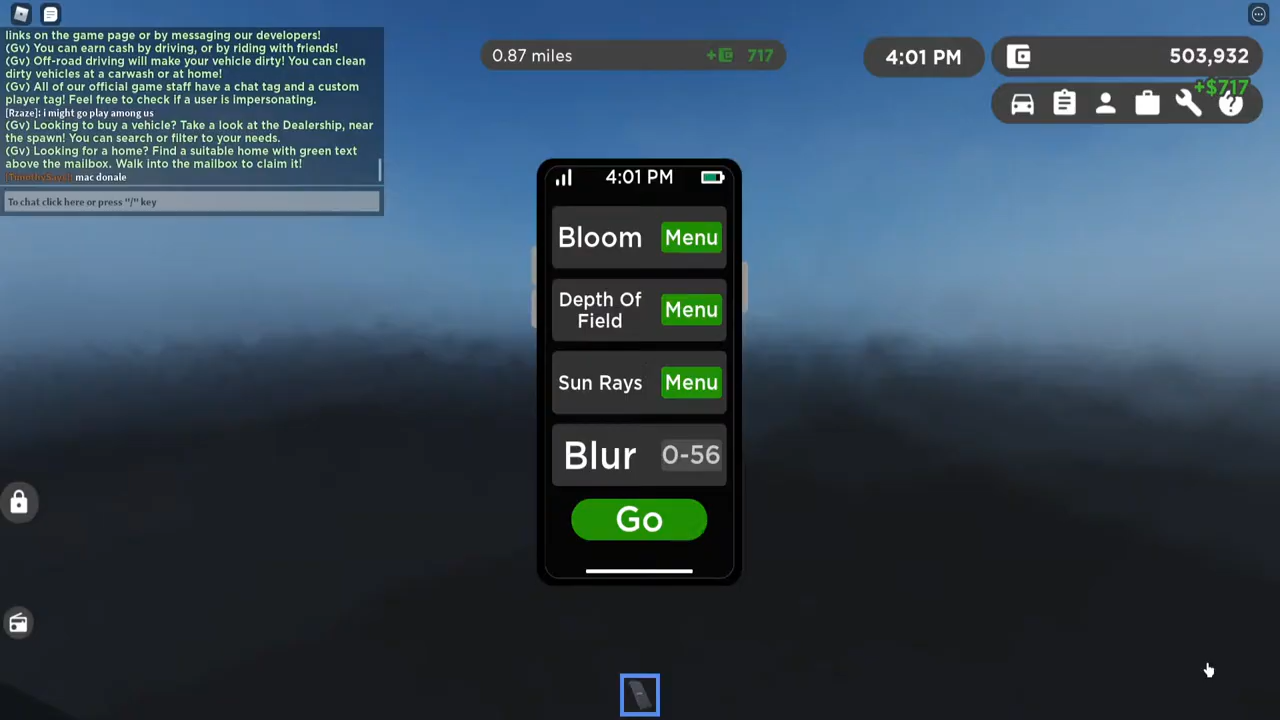 links on the game page or by messaging our developers!
(Gv) You can earn cash by driving, or by riding with friends!
(Gv) Off-road driving will make your vehicle dirty! You can clean
dirty vehicles at a carwash or at home!
(Gv) All of our official game staff have a chat tag and a custom
player tag! Feel free to check if a user is impersonating.
[Rzaze]: i might go play among us
(Gv) Looking to buy a vehicle? Take a look at the Dealership, near
the spawn! You can search or filter to your needs.
(Gv) Looking for a home? Find a suitable home with green text
above the mailbox. Walk into the mailbox to claim it!
mac donale
To chat click here or press "/" key
0.87 miles
+ 717
4:01 PM
503,932
+$717
4:01 PM
Bloom Menu
Depth Of
Field Menu
Sun Rays Menu
Blur 0-56
Go